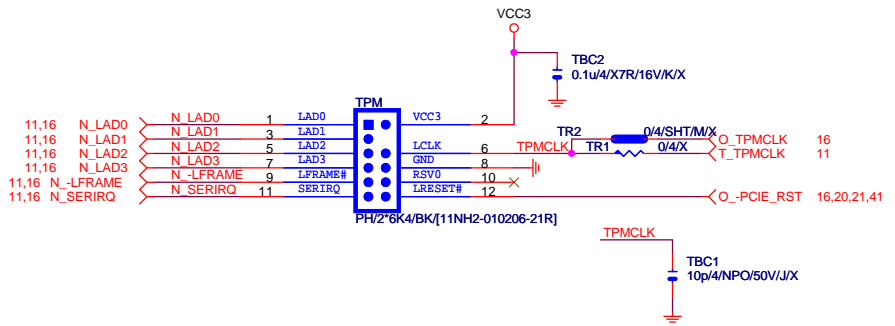 VCC3
TBC2
0.1u/4/X7R/16V/K/X
TPM
11,16 N_LAD0 N_LAD0 1 LAD0 VCC3 2
11,16 N_LAD1 N_LAD1 3 LAD1 TR2 0/4/SHT/M/X O_TPMCLK 16
11,16 N_LAD2 N_LAD2 5 LAD2 LCLK 6 TPMCLK TR1 0/4/X T_TPMCLK 11
11,16 N_LAD3 N_LAD3 7 LAD3 GND 8
11,16 N_-LFRAME N_-LFRAME 9 LFRAME# RSV0 10
11,16 N_SERIRQ N_SERIRQ 11 SERIRQ LRESET# 12 O_-PCIE_RST 16,20,21,41
PH/2*6K4/BK/[11NH2-010206-21R]
TPMCLK
TBC1
10p/4/NPO/50V/J/X